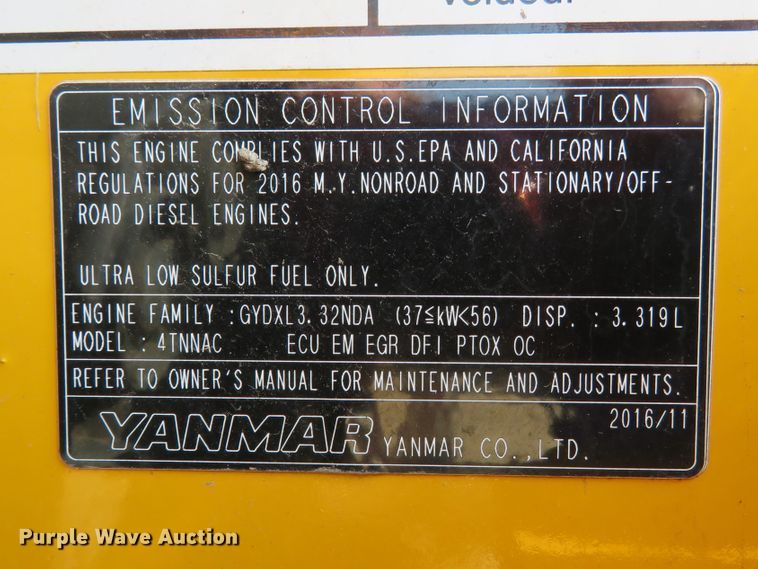 EMISSION CONTROL INFORMATION
THIS ENGINE COMPLIES WITH U.S.EPA AND CALIFORNIA
REGULATIONS FOR 2016 M.Y.NONROAD AND STATIONARY/OFF-
ROAD DIESEL ENGINES.
ULTRA LOW SULFUR FUEL ONLY.
ENGINE FAMILY :GYDXL3.32NDA (37≦kW<56) DISP. : 3.319L
MODEL : 4TNNAC ECU EM EGR DFI PTOX OC
REFER TO OWNER'S MANUAL FOR MAINTENANCE AND ADJUSTMENTS.
2016/11
YANMAR YANMAR CO.,LTD.
Purple Wave Auction